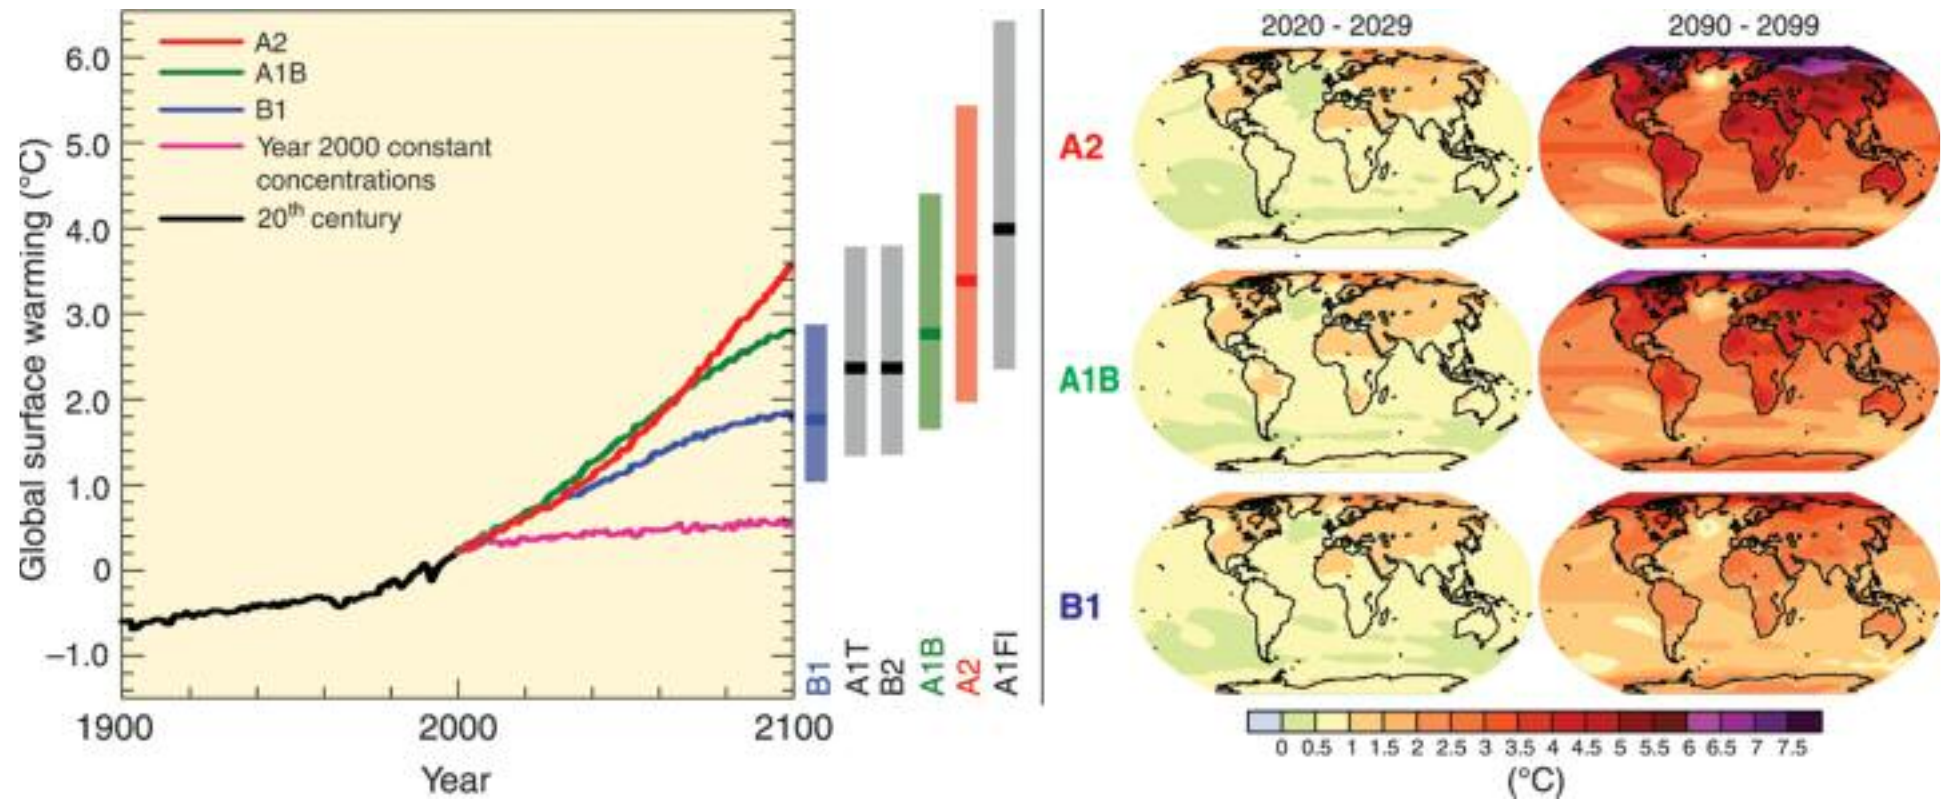 6.0
5.0
4.0
3.0
2.0
1.0
0
–1.0
Global surface warming (°C)
A2
A1B
B1
Year 2000 constant
concentrations
20th century
1900
2000
2100
Year
B1
A1T
B2
A1B
A2
A1FI
2020 - 2029
2090 - 2099
A2
A1B
B1
0 0.5 1 1.5 2 2.5 3 3.5 4 4.5 5 5.5 6 6.5 7 7.5
(°C)